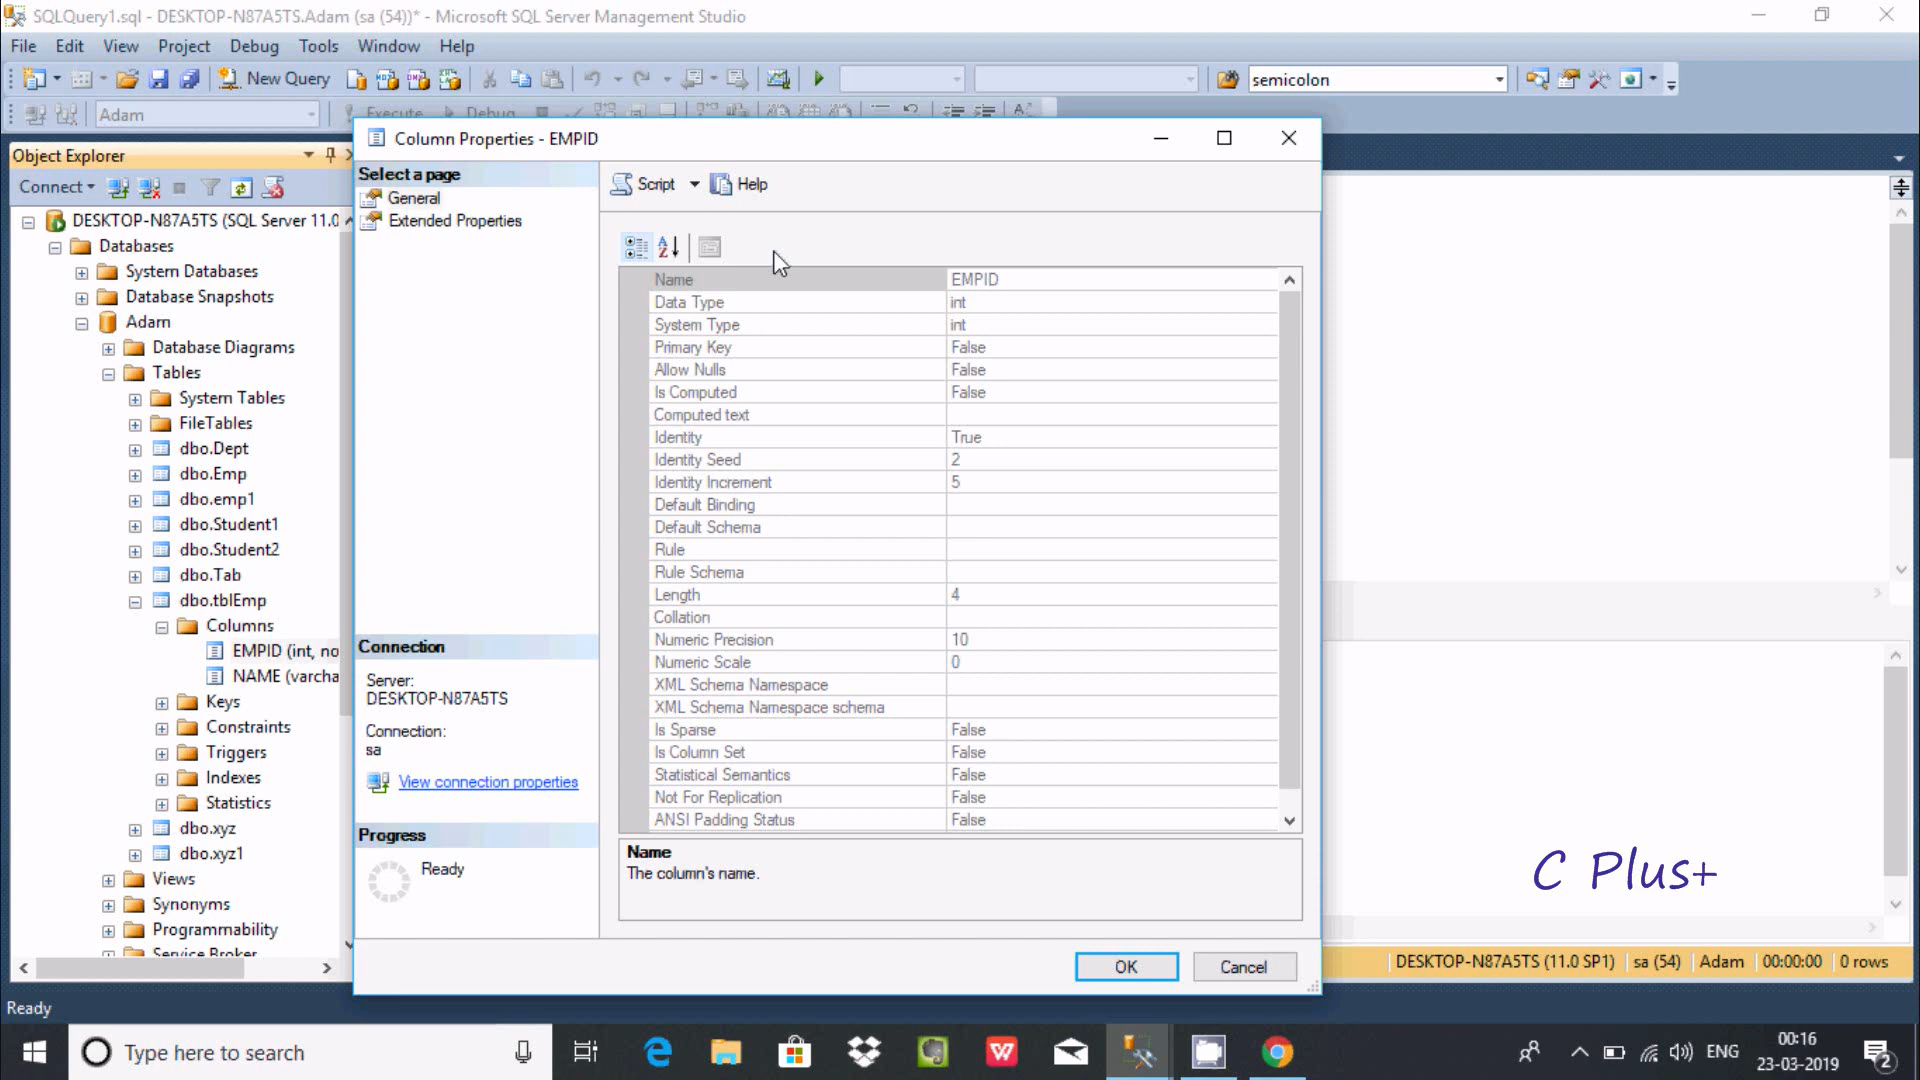 SQLQuery1.sql - DESKTOP-N87A5TS.Adam (sa (54))* - Microsoft SQL Server Management Studio
File Edit View Project Debug Tools Window Help
New Query semicolon
Adam Execute Debug
Object Explorer
Connect
DESKTOP-N87A5TS (SQL Server 11.0
Databases
System Databases
Database Snapshots
Adam
Database Diagrams
Tables
System Tables
FileTables
dbo.Dept
dbo.Emp
dbo.emp1
dbo.Student1
dbo.Student2
dbo.Tab
dbo.tblEmp
Columns
EMPID (int, no
NAME (varcha
Keys
Constraints
Triggers
Indexes
Statistics
dbo.xyz
dbo.xyz1
Views
Synonyms
Programmability
Service Broker
Column Properties - EMPID
Select a page
General
Extended Properties
Connection
Server:
DESKTOP-N87A5TS
Connection:
sa
View connection properties
Progress
Ready
Script Help
Name EMPID
Data Type int
System Type int
Primary Key False
Allow Nulls False
Is Computed False
Computed text
Identity True
Identity Seed 2
Identity Increment 5
Default Binding
Default Schema
Rule
Rule Schema
Length 4
Collation
Numeric Precision 10
Numeric Scale 0
XML Schema Namespace
XML Schema Namespace schema
Is Sparse False
Is Column Set False
Statistical Semantics False
Not For Replication False
ANSI Padding Status False
Name
The column's name.
OK Cancel
C Plus+
DESKTOP-N87A5TS (11.0 SP1) sa (54) Adam 00:00:00 0 rows
Ready
Type here to search
ENG
00:16
23-03-2019
2